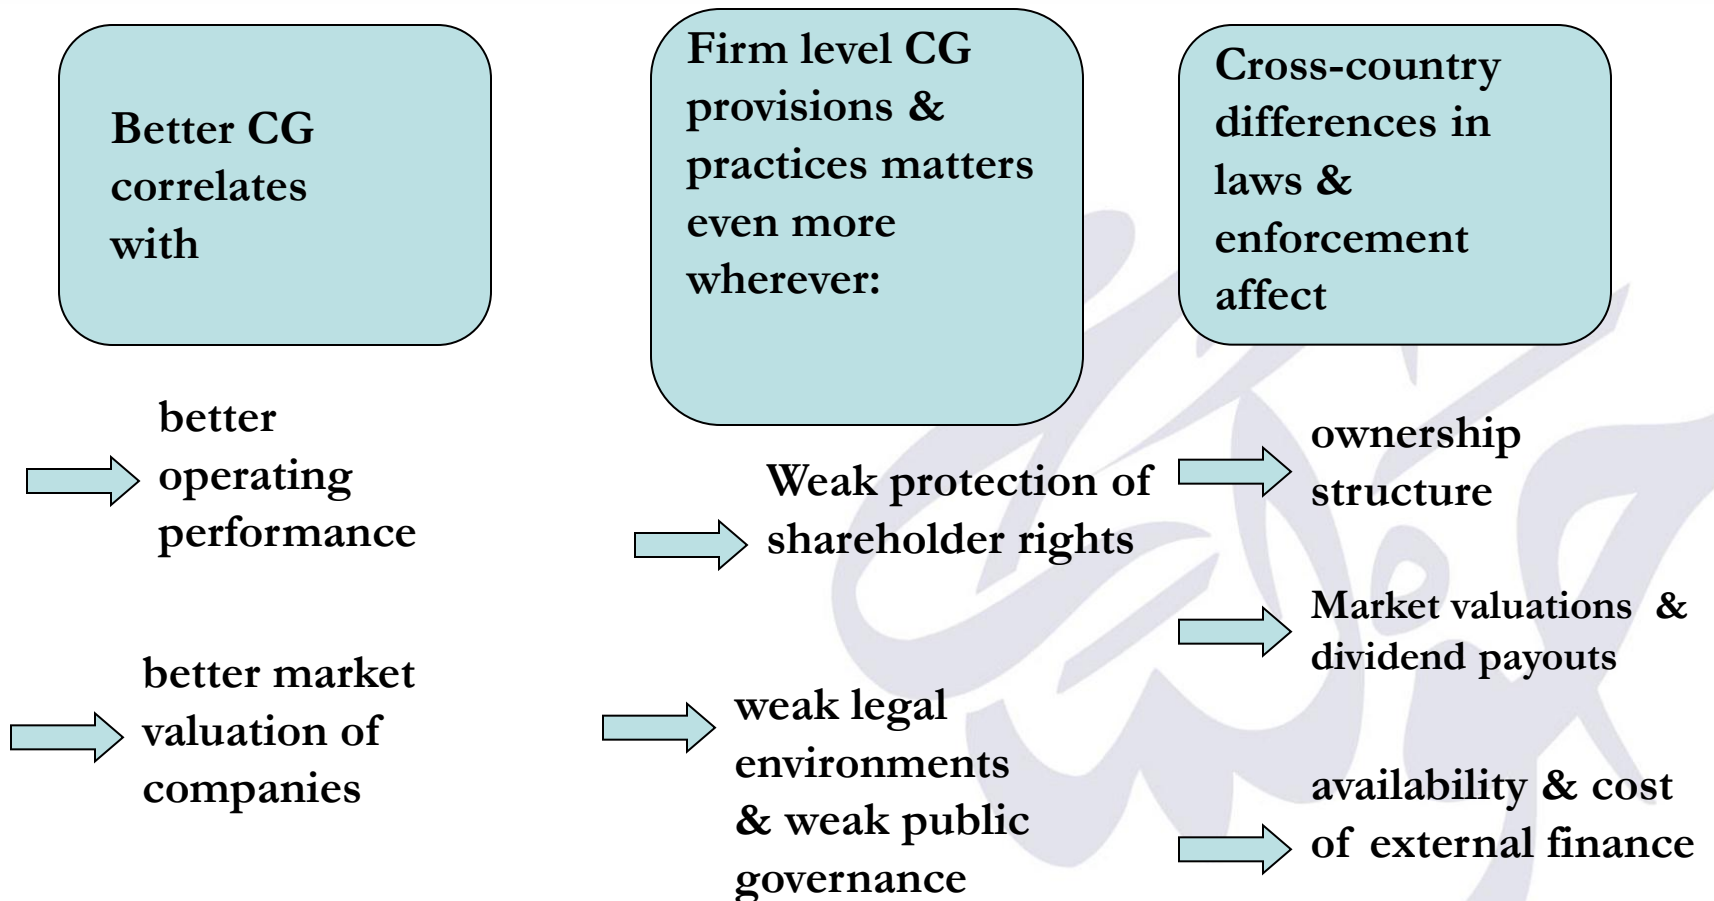 Better CG
correlates
with
better
operating
performance
better market
valuation of
companies
Firm level CG
provisions &
practices matters
even more
wherever:
Weak protection of
shareholder rights
weak legal
environments
& weak public
governance
Cross-country
differences in
laws &
enforcement
affect
ownership
structure
Market valuations &
dividend payouts
availability & cost
of external finance